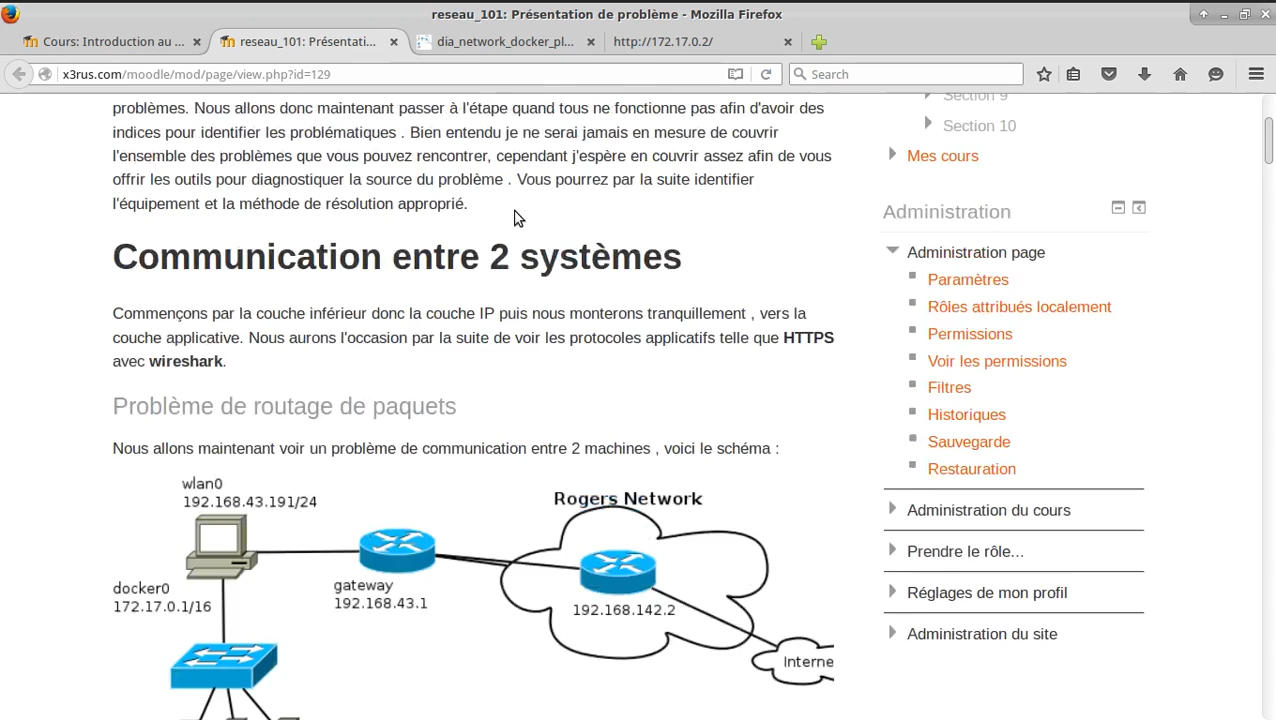 reseau_101: Présentation de problème - Mozilla Firefox
Cours: Introduction au ...
reseau_101: Présentati...
dia_network_docker_pl...
http://172.17.0.2/
x3rus.com/moodle/mod/page/view.php?id=129
Search
problèmes. Nous allons donc maintenant passer à l'étape quand tous ne fonctionne pas afin d'avoir des
indices pour identifier les problématiques . Bien entendu je ne serai jamais en mesure de couvrir
l'ensemble des problèmes que vous pouvez rencontrer, cependant j'espère en couvrir assez afin de vous
offrir les outils pour diagnostiquer la source du problème . Vous pourrez par la suite identifier
l'équipement et la méthode de résolution approprié.
Communication entre 2 systèmes
Commençons par la couche inférieur donc la couche IP puis nous monterons tranquillement , vers la
couche applicative. Nous aurons l'occasion par la suite de voir les protocoles applicatifs telle que HTTPS
avec wireshark.
Problème de routage de paquets
Nous allons maintenant voir un problème de communication entre 2 machines , voici le schéma :
wlan0
192.168.43.191/24
Rogers Network
docker0
172.17.0.1/16
gateway
192.168.43.1
192.168.142.2
Interne
Section 9
Section 10
Mes cours
Administration
Administration page
Paramètres
Rôles attribués localement
Permissions
Voir les permissions
Filtres
Historiques
Sauvegarde
Restauration
Administration du cours
Prendre le rôle...
Réglages de mon profil
Administration du site